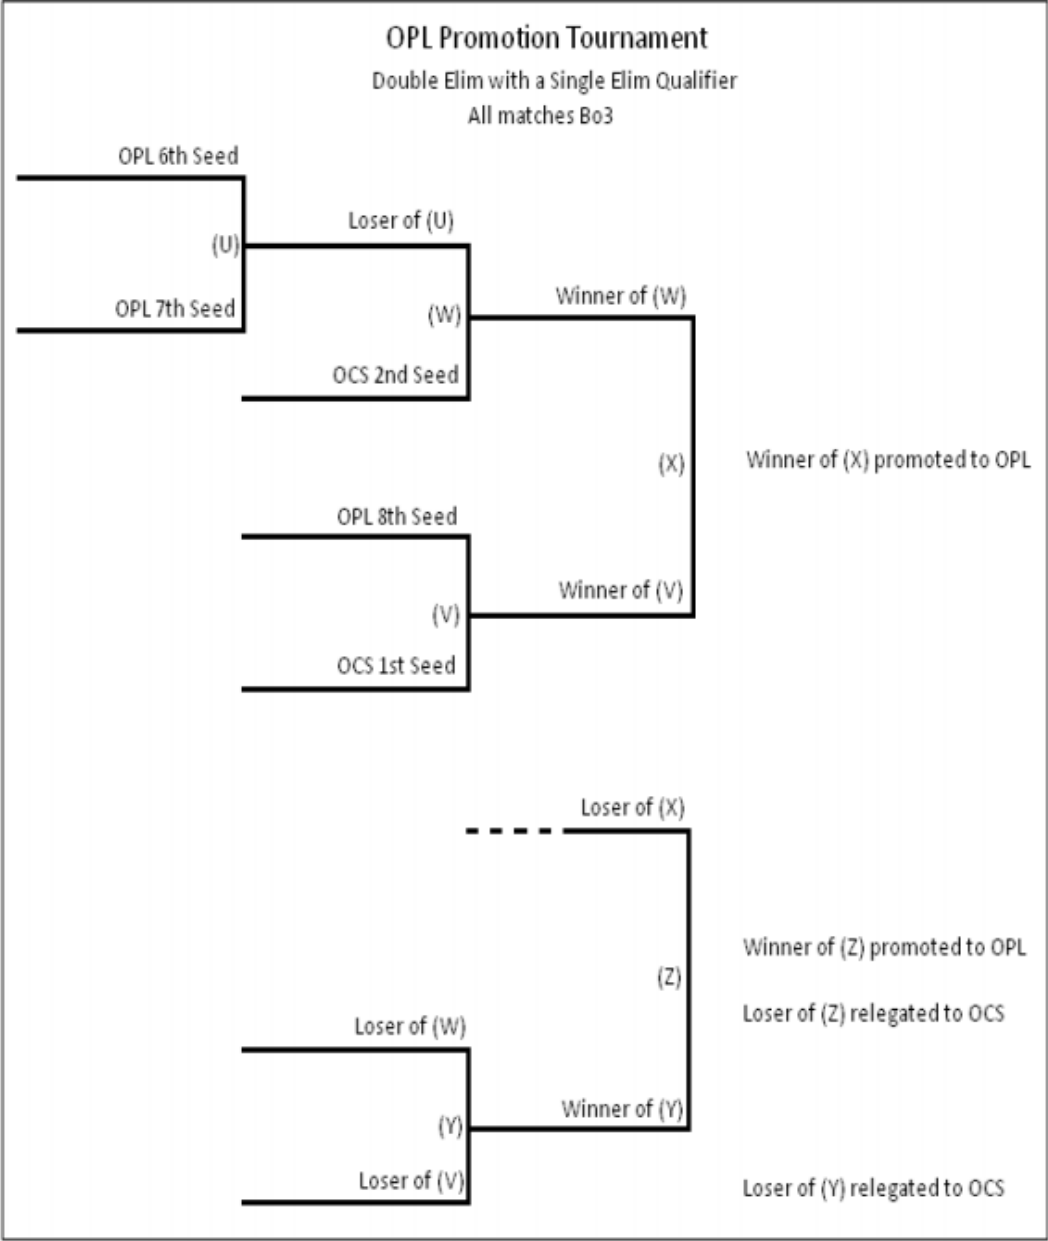 OPL Promotion Tournament
Double Elim with a Single Elim Qualifier
All matches Bo3
OPL 6th Seed
(U)
OPL 7th Seed
Loser of (U)
(W)
OCS 2nd Seed
Winner of (W)
(X)
Winner of (X) promoted to OPL
OPL 8th Seed
(V)
OCS 1st Seed
Winner of (V)
Loser of (X)
(Z)
Winner of (Z) promoted to OPL
Loser of (Z) relegated to OCS
Loser of (W)
(Y)
Loser of (V)
Winner of (Y)
Loser of (Y) relegated to OCS